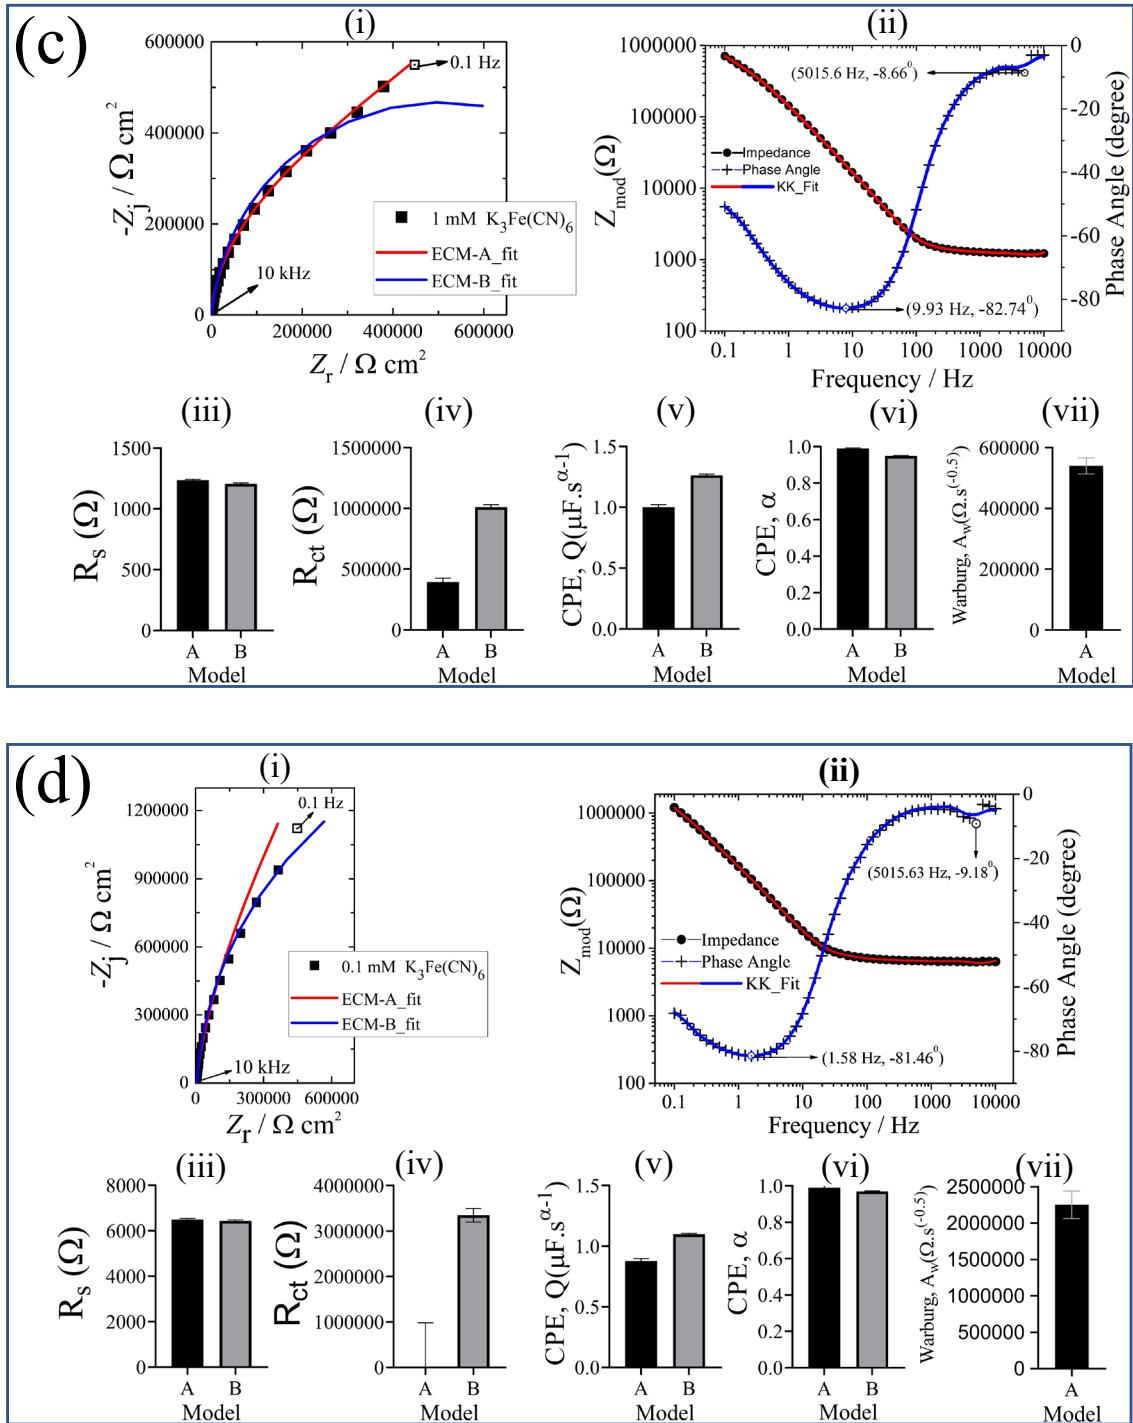 (c)
(i)
600000
400000
200000
0
-Zj / Ω cm2
0.1 Hz
1 mM K3Fe(CN)6
ECM-A_fit
ECM-B_fit
10 kHz
0 200000 400000 600000
Zr / Ω cm2
(ii)
1000000
100000
10000
1000
100
Zmod(Ω)
(5015.6 Hz, -8.66⁰)
Impedance
Phase Angle
KK_Fit
(9.93 Hz, -82.74⁰)
0
-20
-40
-60
-80
Phase Angle (degree)
0.1 1 10 100 1000 10000
Frequency / Hz
(iii)
1500
1000
500
0
Rs (Ω)
A B
Model
(iv)
1500000
1000000
500000
0
Rct (Ω)
A B
Model
(v)
1.5
1.0
0.5
0.0
CPE, Q(μF.sα-1)
A B
Model
(vi)
1.0
0.8
0.6
0.4
0.2
0.0
CPE, α
A B
Model
(vii)
600000
400000
200000
0
Warburg, Aw(Ω.s(-0.5))
A
Model
(d)
(i)
1200000
900000
600000
300000
0
-Zj / Ω cm2
0.1 Hz
0.1 mM K3Fe(CN)6
ECM-A_fit
ECM-B_fit
10 kHz
0 300000 600000
Zr / Ω cm2
(ii)
1000000
100000
10000
1000
100
Zmod(Ω)
(5015.63 Hz, -9.18⁰)
Impedance
Phase Angle
KK_Fit
(1.58 Hz, -81.46⁰)
0
-20
-40
-60
-80
Phase Angle (degree)
0.1 1 10 100 1000 10000
Frequency / Hz
(iii)
8000
6000
4000
2000
0
Rs (Ω)
A B
Model
(iv)
4000000
3000000
2000000
1000000
0
Rct (Ω)
A B
Model
(v)
1.5
1.0
0.5
0.0
CPE, Q(μF.sα-1)
A B
Model
(vi)
1.0
0.8
0.6
0.4
0.2
0.0
CPE, α
A B
Model
(vii)
2500000
2000000
1500000
1000000
500000
0
Warburg, Aw(Ω.s(-0.5))
A
Model